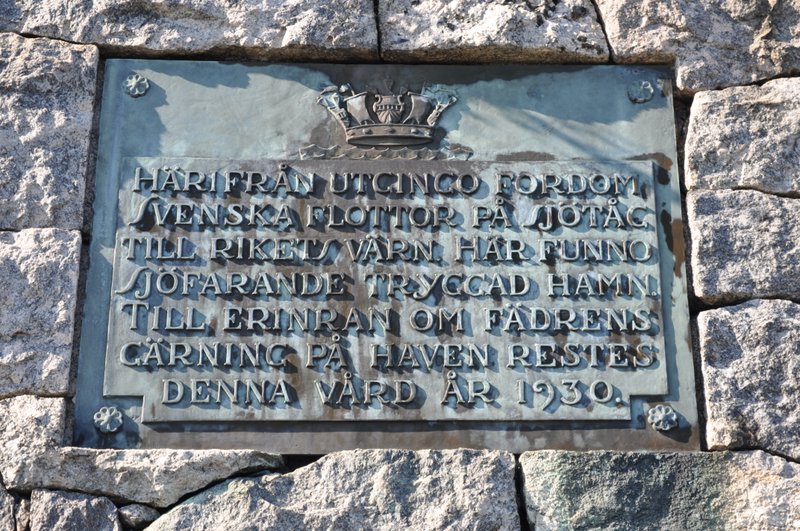 HÄRIFRÅN UTGINGO FORDOM
SVENSKA FLOTTOR PÅ SJÖTÅG
TILL RIKETS VÄRN. HÄR FUNNO
SJÖFARANDE TRYGGAD HAMN.
TILL ERINRAN OM FÄDRENS
GÄRNING PÅ HAVEN RESTES
DENNA VÅRD ÅR 1930.